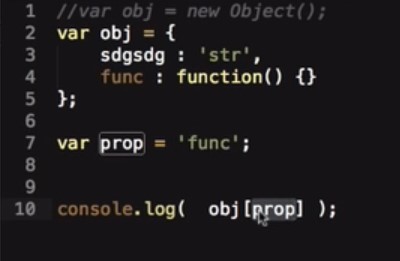 1 //var obj = new Object();
2 var obj = {
3 sdgsdg : 'str',
4 func : function() {}
5 };
6
7 var prop = 'func';
8
9
10 console.log(  obj[prop] );